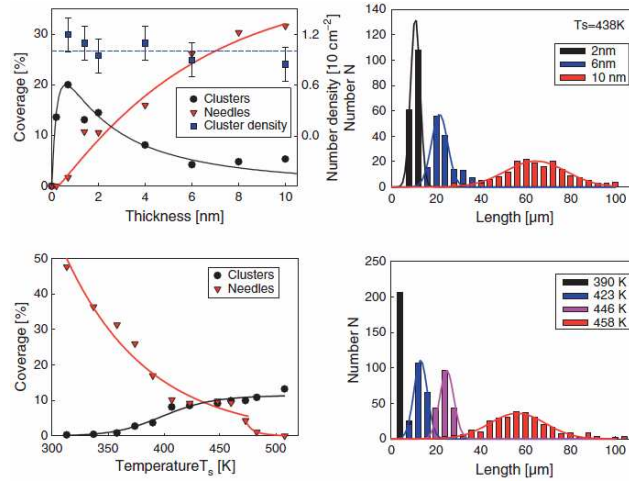 Coverage [%]
30
20
10
0
Clusters
Needles
Cluster density
1.2
0.6
0.0
Number density [10 cm⁻²]
0 2 4 6 8 10
Thickness [nm]
Number N
140
120
100
80
60
40
20
0
Ts=438K
2nm
6nm
10 nm
0 20 40 60 80 100
Length [µm]
Coverage [%]
50
40
30
20
10
0
Clusters
Needles
300 350 400 450 500
TemperatureTs [K]
Number N
250
200
150
100
50
0
390 K
423 K
446 K
458 K
0 20 40 60 80 100
Length [µm]